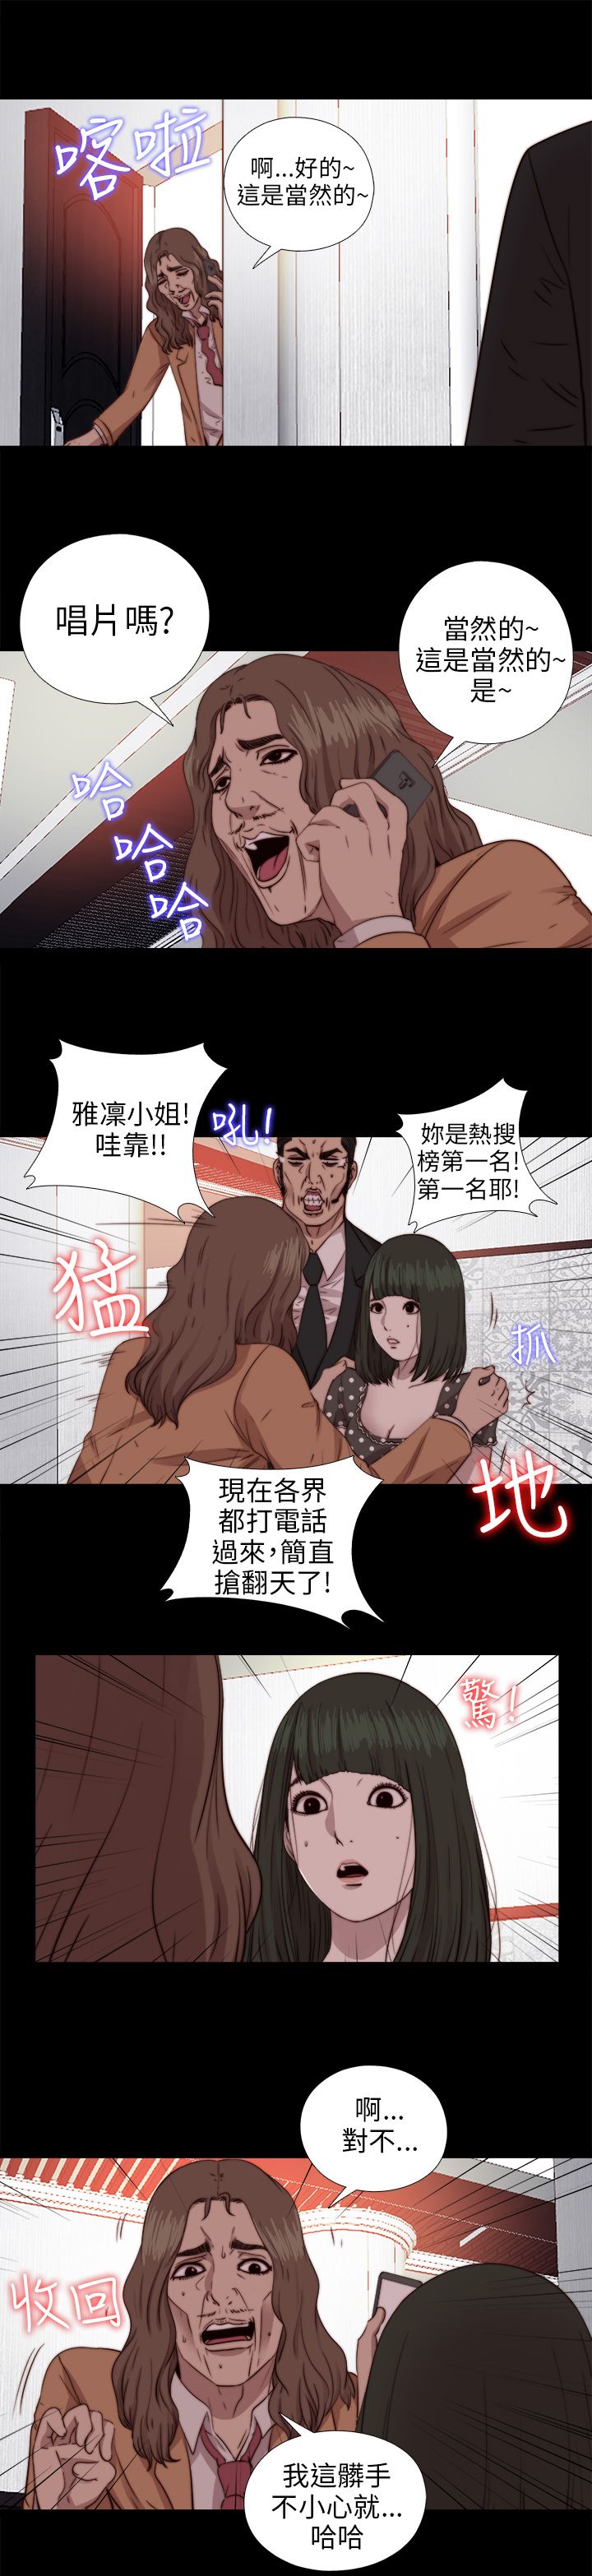 喀啦
啊...好的~
這是當然的~
唱片嗎?
當然的~
這是當然的~
是~
哈
哈
哈
雅凜小姐!
哇靠!!
吼!
妳是熱搜
榜第一名!
第一名耶!
猛
抓
地
現在各界
都打電話
過來,簡直
搶翻天了!
驚!
啊...
對不...
收回
我這髒手
不小心就...
哈哈